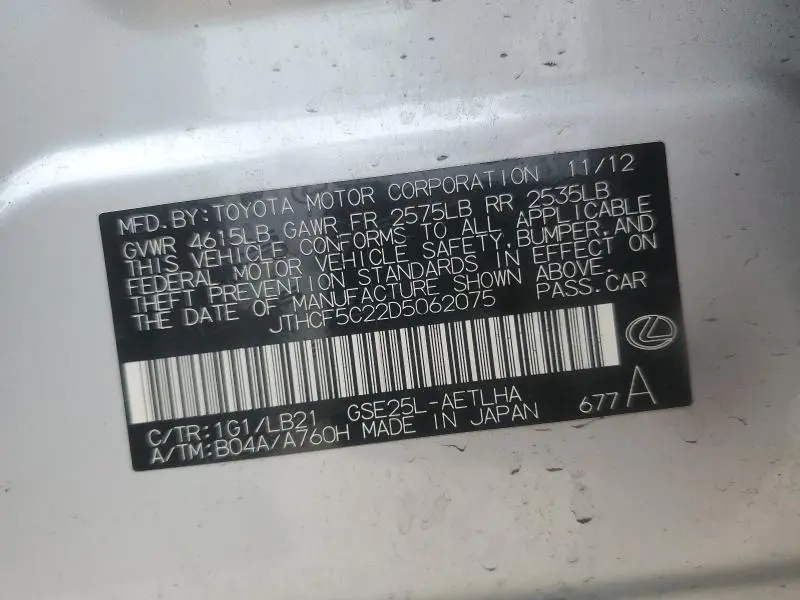 MFD.BY:TOYOTA MOTOR CORPORATION 11/12
GVWR 4615LB GAWR FR 2575LB RR 2535LB
THIS VEHICLE CONFORMS TO ALL APPLICABLE
FEDERAL MOTOR VEHICLE SAFETY,BUMPER,AND
THEFT PREVENTION STANDARDS IN EFFECT ON
THE DATE OF MANUFACTURE SHOWN ABOVE.
JTHCF5C22D5062075 PASS.CAR
C/TR:1G1/LB21 GSE25L-AETLHA
A/TM:B04A/A760H MADE IN JAPAN 677 A